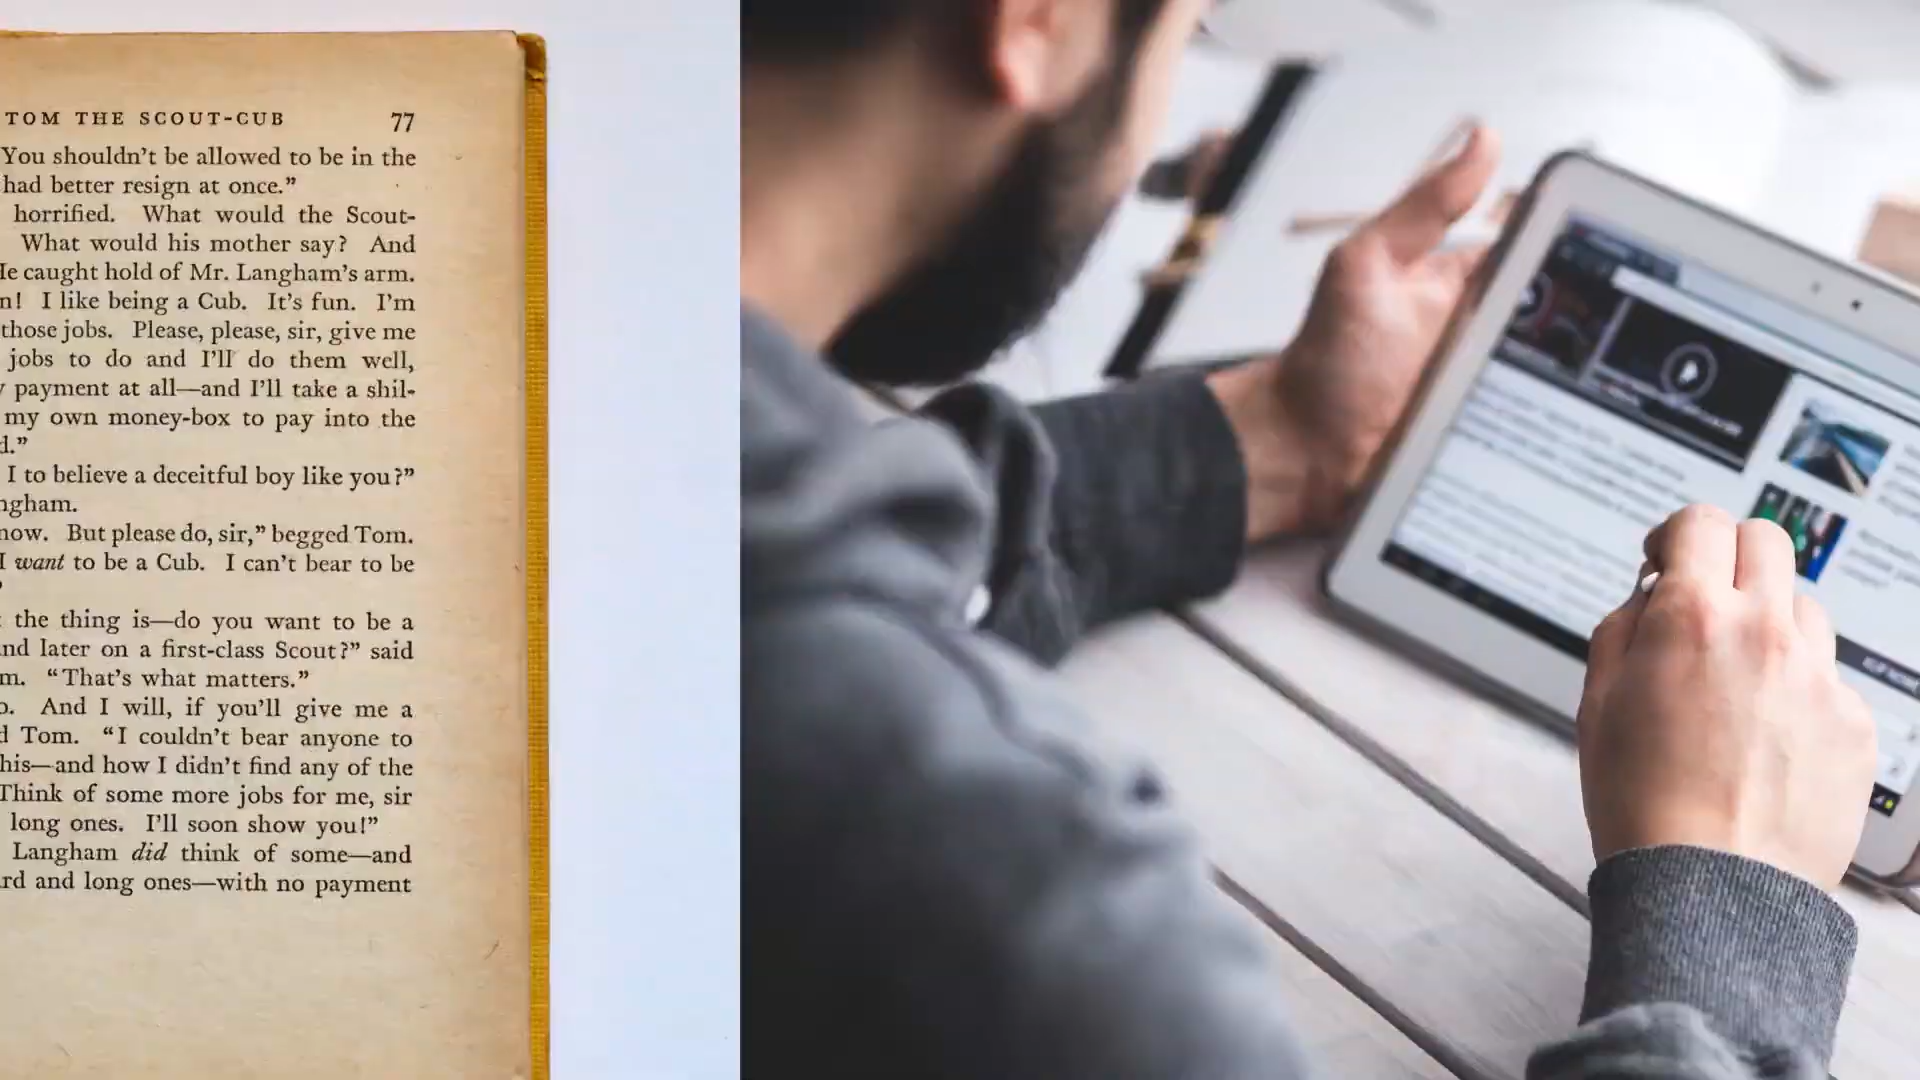 TOM THE SCOUT-CUB 77
You shouldn't be allowed to be in the
had better resign at once."
horrified. What would the Scout-
What would his mother say? And
He caught hold of Mr. Langham's arm.
n! I like being a Cub. It's fun. I'm
those jobs. Please, please, sir, give me
jobs to do and I'll do them well,
payment at all—and I'll take a shil-
my own money-box to pay into the
d."
I to believe a deceitful boy like you?"
ngham.
now. But please do, sir," begged Tom.
I want to be a Cub. I can't bear to be
the thing is—do you want to be a
and later on a first-class Scout?" said
m. "That's what matters."
o. And I will, if you'll give me a
d Tom. "I couldn't bear anyone to
his—and how I didn't find any of the
Think of some more jobs for me, sir
long ones. I'll soon show you!"
Langham did think of some—and
rd and long ones—with no payment